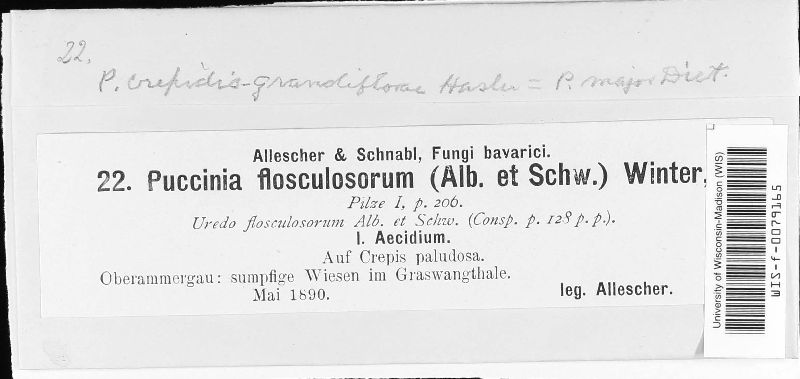 22.
P. crepidis-grandiflorae Hasler = P. major Diet.
Allescher & Schnabl, Fungi bavarici.
22. Puccinia flosculosorum (Alb. et Schw.) Winter,
Pilze I, p. 206.
Uredo flosculosorum Alb. et Schw. (Consp. p. 128 p. p.).
I. Aecidium.
Auf Crepis paludosa.
Oberammergau: sumpfige Wiesen im Graswangthale.
Mai 1890. leg. Allescher.
University of Wisconsin-Madison (WIS)
WIS-f-0079165